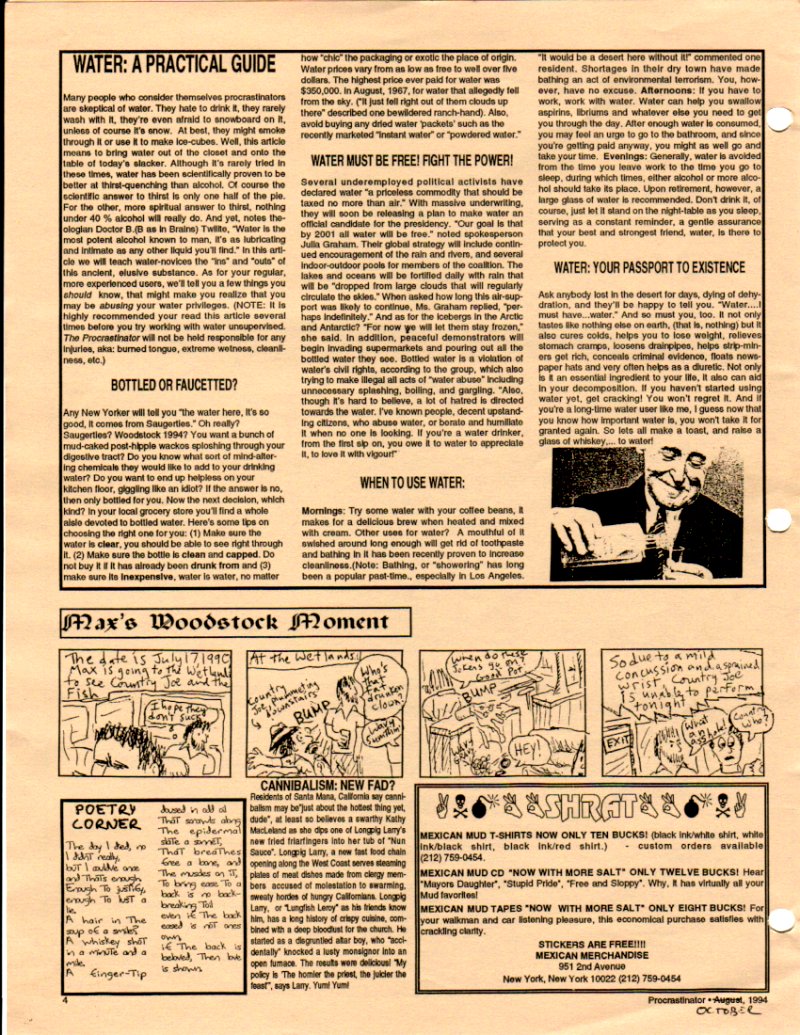 WATER: A PRACTICAL GUIDE
Many people who consider themselves procrastinators
are skeptical of water. They hate to drink it, they rarely
wash with it, they're even afraid to snowboard on it,
unless of course it's snow. At best, they might smoke
through it or use it to make ice-cubes. Well, this article
means to bring water out of the closet and onto the
table of today's slacker. Although it's rarely tried in
these times, water has been scientifically proven to be
better at thirst-quenching than alcohol. Of course the
scientific answer to thirst is only one half of the pie.
For the other, more spiritual answer to thirst, nothing
under 40 % alcohol will really do. And yet, notes the-
ologian Doctor B.(B as in Brains) Twilite, "Water is the
most potent alcohol known to man, it's as lubricating
and intimate as any other liquid you'll find." In this arti-
cle we will teach water-novices the "ins" and "outs" of
this ancient, elusive substance. As for your regular,
more experienced users, we'll tell you a few things you
should know, that might make you realize that you
may be abusing your water privileges. (NOTE: It is
highly recommended your read this article several
times before you try working with water unsupervised.
The Procrastinator will not be held responsible for any
injuries, aka: burned tongue, extreme wetness, cleanli-
ness, etc.)
BOTTLED OR FAUCETTED?
Any New Yorker will tell you "the water here, it's so
good, it comes from Saugerties." Oh really?
Saugerties? Woodstock 1994? You want a bunch of
mud-caked post-hippie wackos sploshing through your
digestive tract? Do you know what sort of mind-alter-
ing chemicals they would like to add to your drinking
water? Do you want to end up helpless on your
kitchen floor, giggling like an idiot? If the answer is no,
then only bottled for you. Now the next decision, which
kind? In your local grocery store you'll find a whole
aisle devoted to bottled water. Here's some tips on
choosing the right one for you: (1) Make sure the
water is clear, you should be able to see right through
it. (2) Make sure the bottle is clean and capped. Do
not buy it if it has already been drunk from and (3)
make sure its inexpensive, water is water, no matter
how "chic" the packaging or exotic the place of origin.
Water prices vary from as low as free to well over five
dollars. The highest price ever paid for water was
$350,000. in August, 1967, for water that allegedly fell
from the sky. ("It just fell right out of them clouds up
there" described one bewildered ranch-hand). Also,
avoid buying any dried water 'packets' such as the
recently marketed "instant water" or "powdered water."
WATER MUST BE FREE! FIGHT THE POWER!
Several underemployed political activists have
declared water "a priceless commodity that should be
taxed no more than air." With massive underwriting,
they will soon be releasing a plan to make water an
official candidate for the presidency. "Our goal is that
by 2001 all water will be free." noted spokesperson
Julia Graham. Their global strategy will include contin-
ued encouragement of the rain and rivers, and several
indoor-outdoor pools for members of the coalition. The
lakes and oceans will be fortified daily with rain that
will be "dropped from large clouds that will regularly
circulate the skies." When asked how long this air-sup-
port was likely to continue, Ms. Graham replied, "per-
haps indefinitely." And as for the icebergs in the Arctic
and Antarctic? "For now we will let them stay frozen,"
she said. In addition, peaceful demonstrators will
begin invading supermarkets and pouring out all the
bottled water they see. Bottled water is a violation of
water's civil rights, according to the group, which also
trying to make illegal all acts of "water abuse" including
unnecessary splashing, boiling, and gargling. "Also,
though it's hard to believe, a lot of hatred is directed
towards the water. I've known people, decent upstand-
ing citizens, who abuse water, or borate and humiliate
it when no one is looking. If you're a water drinker,
from the first sip on, you owe it to water to appreciate
it, to love it with vigour!"
WHEN TO USE WATER:
Mornings: Try some water with your coffee beans, it
makes for a delicious brew when heated and mixed
with cream. Other uses for water? A mouthful of it
swished around long enough will get rid of toothpaste
and bathing in it has been recently proven to increase
cleanliness.(Note: Bathing, or "showering" has long
been a popular past-time., especially in Los Angeles.
"It would be a desert here without it!" commented one
resident. Shortages in their dry town have made
bathing an act of environmental terrorism. You, how-
ever, have no excuse. Afternoons: If you have to
work, work with water. Water can help you swallow
aspirins, libriums and whatever else you need to get
you through the day. After enough water is consumed,
you may feel an urge to go to the bathroom, and since
you're getting paid anyway, you might as well go and
take your time. Evenings: Generally, water is avoided
from the time you leave work to the time you go to
sleep, during which times, either alcohol or more alco-
hol should take its place. Upon retirement, however, a
large glass of water is recommended. Don't drink it, of
course, just let it stand on the night-table as you sleep,
serving as a constant reminder, a gentle assurance
that your best and strongest friend, water, is there to
protect you.
WATER: YOUR PASSPORT TO EXISTENCE
Ask anybody lost in the desert for days, dying of dehy-
dration, and they'll be happy to tell you. "Water....I
must have...water." And so must you, too. It not only
tastes like nothing else on earth, (that is, nothing) but it
also cures colds, helps you to lose weight, relieves
stomach cramps, loosens drainpipes, helps strip-min-
ers get rich, conceals criminal evidence, floats news-
paper hats and very often helps as a diuretic. Not only
is it an essential ingredient to your life, it also can aid
in your decomposition. If you haven't started using
water yet, get cracking! You won't regret it. And if
you're a long-time water user like me, I guess now that
you know how important water is, you won't take it for
granted again. So lets all make a toast, and raise a
glass of whiskey,... to water!
Max's Woodstock Moment
The date is July 17 1990
Max is going to the Wetlands
to see Country Joe and the
Fish
I hope they
don't suck
At the Wetlands.
Country
Joe
BUMP
Who's
that
fat
drunken
clown?
When do these
Jokers go on?
Good Pot.
BUMP
HEY!
So due to a mild
concussion and a sprained
wrist Country Joe
is unable to perform
tonight
EXIT
What
an
asshole!
Country
who?
POETRY
CORNER
The day I died, no
I didn't really,
but I could've once
and that's enough
Enough to justify,
enough to lust a
lie.
A hair in the
soup of a smiles
A whiskey shot
in a minute and a
mile.
A finger-tip
doused in add oil
That scrawls along
The epidermal
slate a sonnet,
That breathes
free a bone, and
The muscles on it,
To bring ease to a
back is no back-
breaking toll
even if the back
eased is not ones
own,
if the back is
beloved, then love
is shown.
CANNIBALISM: NEW FAD?
Residents of Santa Mana, California say canni-
balism may be"just about the hottest thing yet,
dude", at least so believes a swarthy Kathy
MacLeland as she dips one of Longpig Larry's
new fried friarfingers into her tub of "Nun
Sauce". Longpig Larry, a new fast food chain
opening along the West Coast serves steaming
plates of meat dishes made from clergy mem-
bers accused of molestation to swarming,
sweaty hordes of hungry Californians. Longpig
Larry, or "Lungfish Leroy" as his friends know
him, has a long history of crispy cuisine, com-
bined with a deep bloodlust for the church. He
started as a disgruntled altar boy, who "acci-
dentally" knocked a lusty monsignor into an
open furnace. The results were delicious! "My
policy is 'The hornier the priest, the juicier the
feast", says Larry. Yum! Yum!
SHRAT
MEXICAN MUD T-SHIRTS NOW ONLY TEN BUCKS! (black ink/white shirt, white
ink/black shirt, black ink/red shirt.) - custom orders available
(212) 759-0454.
MEXICAN MUD CD "NOW WITH MORE SALT" ONLY TWELVE BUCKS! Hear
"Mayors Daughter", "Stupid Pride", "Free and Sloppy". Why, it has virtually all your
Mud favorites!
MEXICAN MUD TAPES "NOW WITH MORE SALT" ONLY EIGHT BUCKS! For
your walkman and car listening pleasure, this economical purchase satisfies with
crackling clarity.
STICKERS ARE FREE!!!!
MEXICAN MERCHANDISE
951 2nd Avenue
New York, New York 10022 (212) 759-0454
4
Procrastinator • August, 1994
OCTOBER